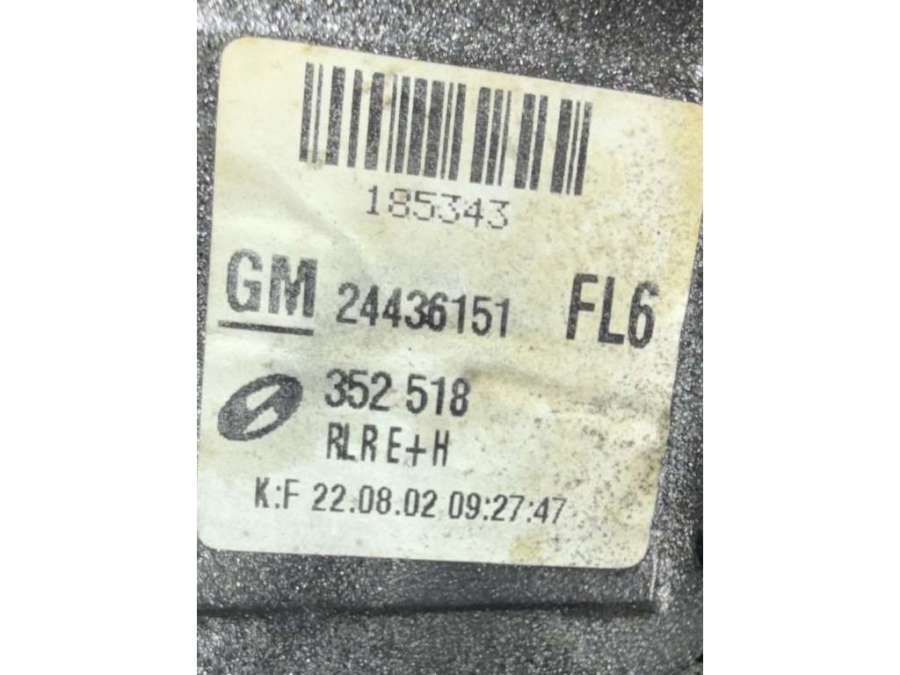 185343
GM 24436151 FL6
352 518
RLR E+H
K:F 22.08.02 09:27:47